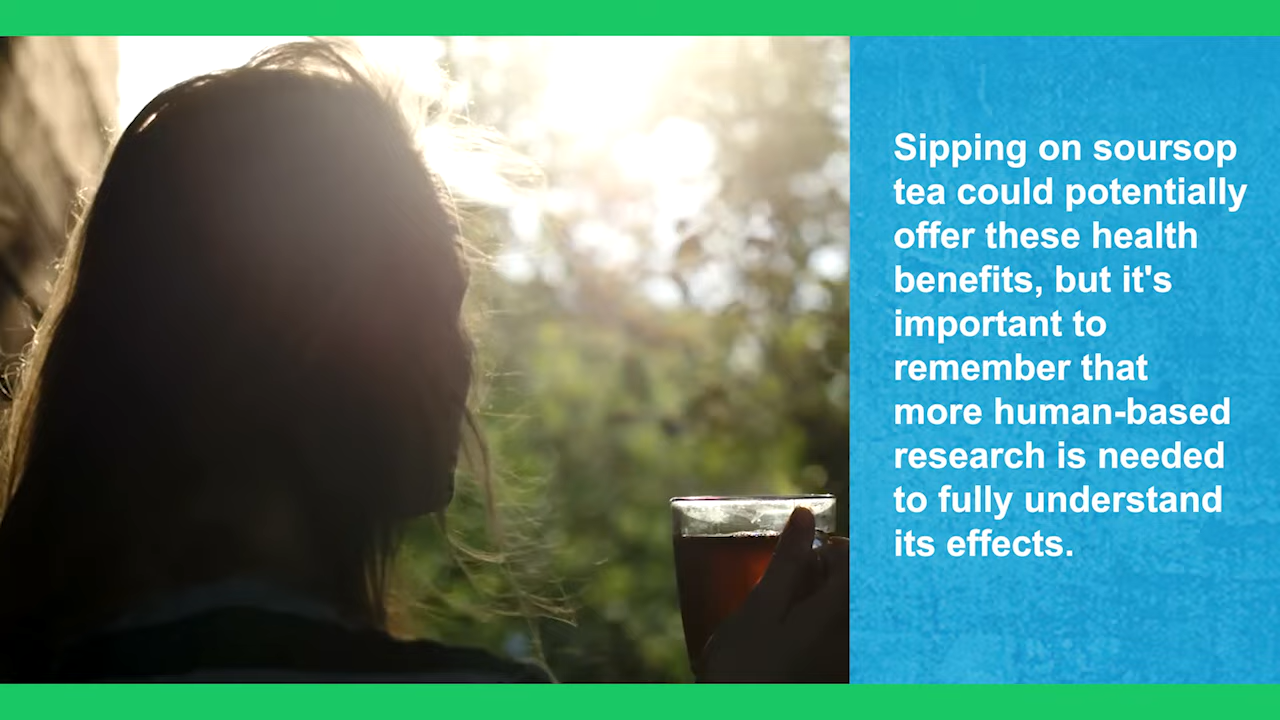 Sipping on soursop
tea could potentially
offer these health
benefits, but it's
important to
remember that
more human-based
research is needed
to fully understand
its effects.